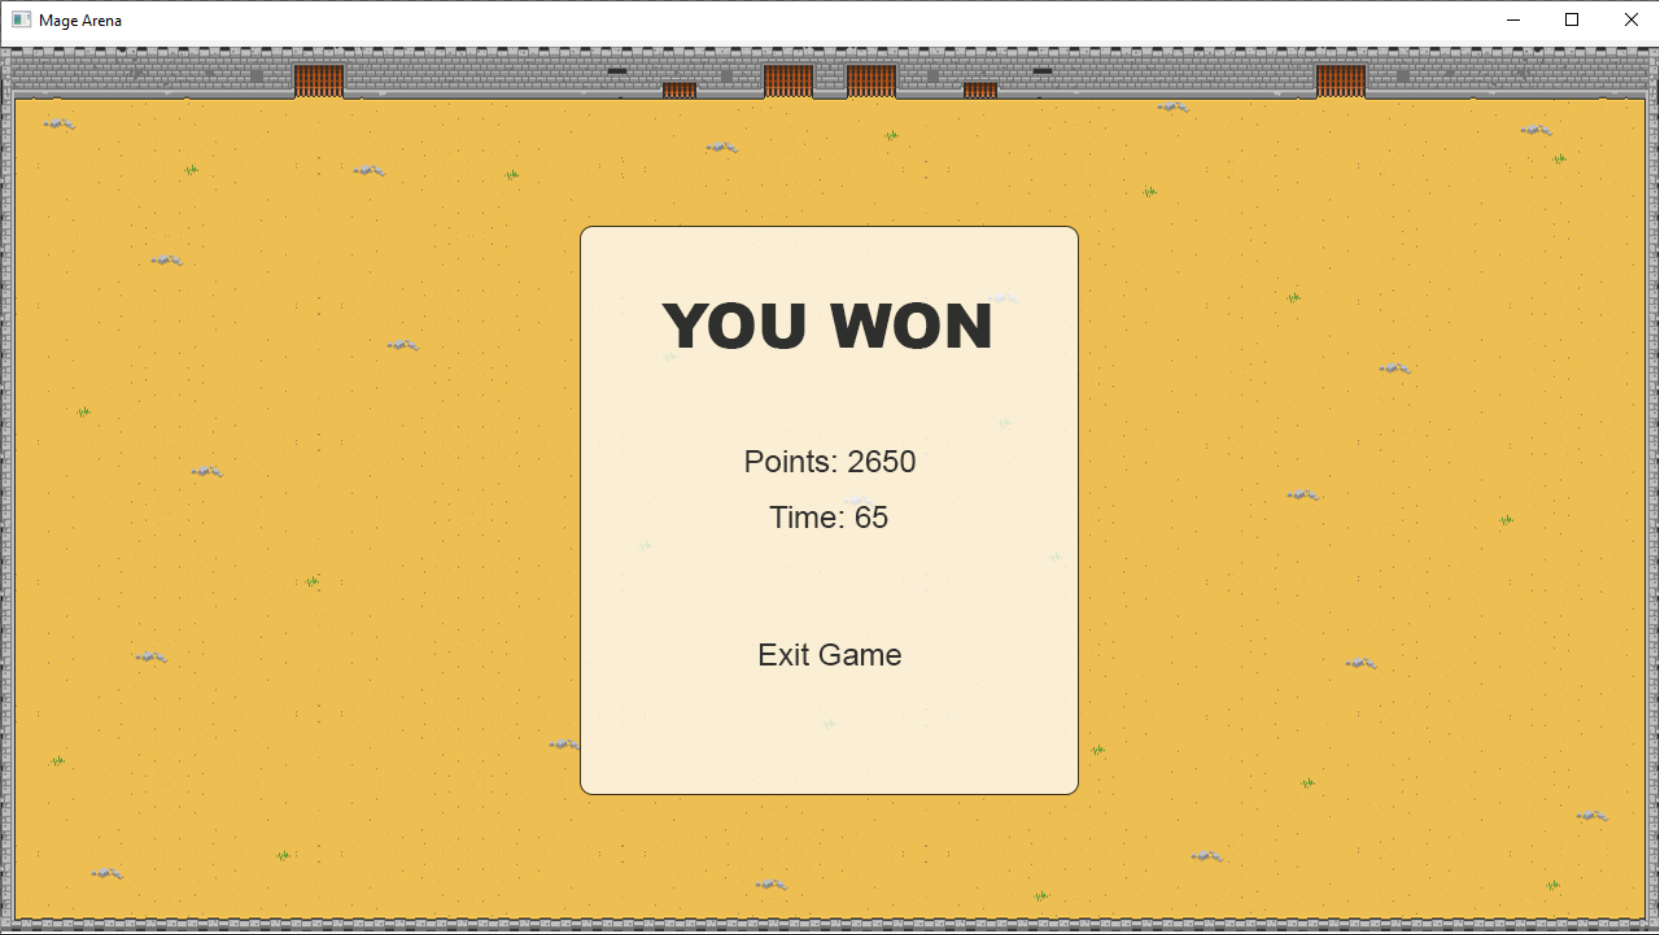 Mage Arena
YOU WON
Points: 2650
Time: 65
Exit Game